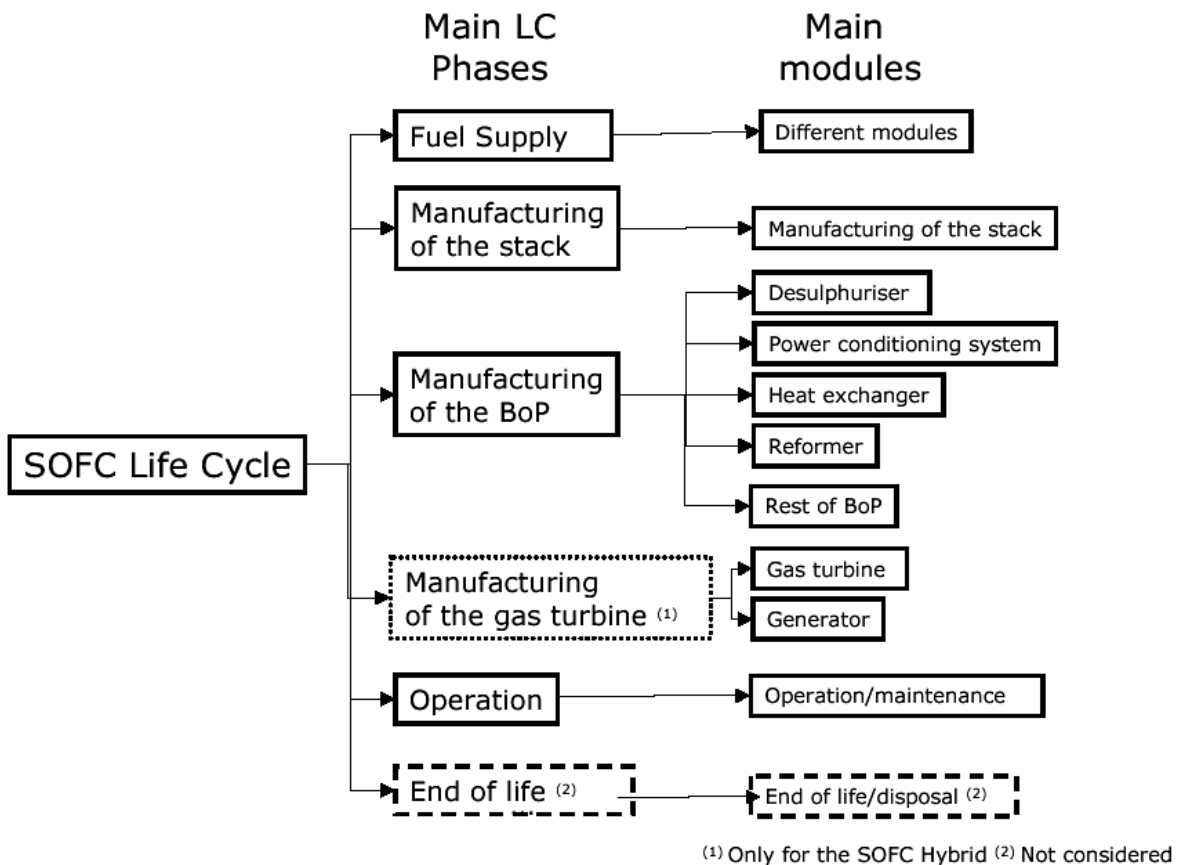 Main LC
Phases
Main
modules
Fuel Supply
Different modules
Manufacturing
of the stack
Manufacturing of the stack
Desulphuriser
Power conditioning system
Manufacturing
of the BoP
Heat exchanger
Reformer
SOFC Life Cycle
Rest of BoP
Manufacturing
of the gas turbine (1)
Gas turbine
Generator
Operation
Operation/maintenance
End of life (2)
End of life/disposal (2)
(1) Only for the SOFC Hybrid (2) Not considered